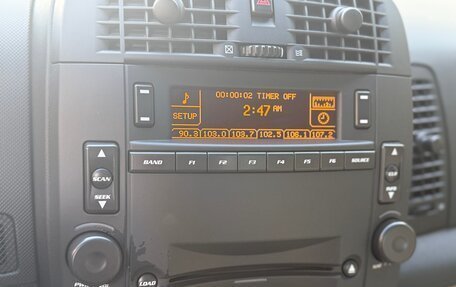 00:00:02 TIMER OFF
SETUP 2:47 AM
90.3 103.0 103.7 102.5 106.1 107.2
BAND F1 F2 F3 F4 F5 F6 SOURCE
SCAN
SEEK
INFO
LOAD